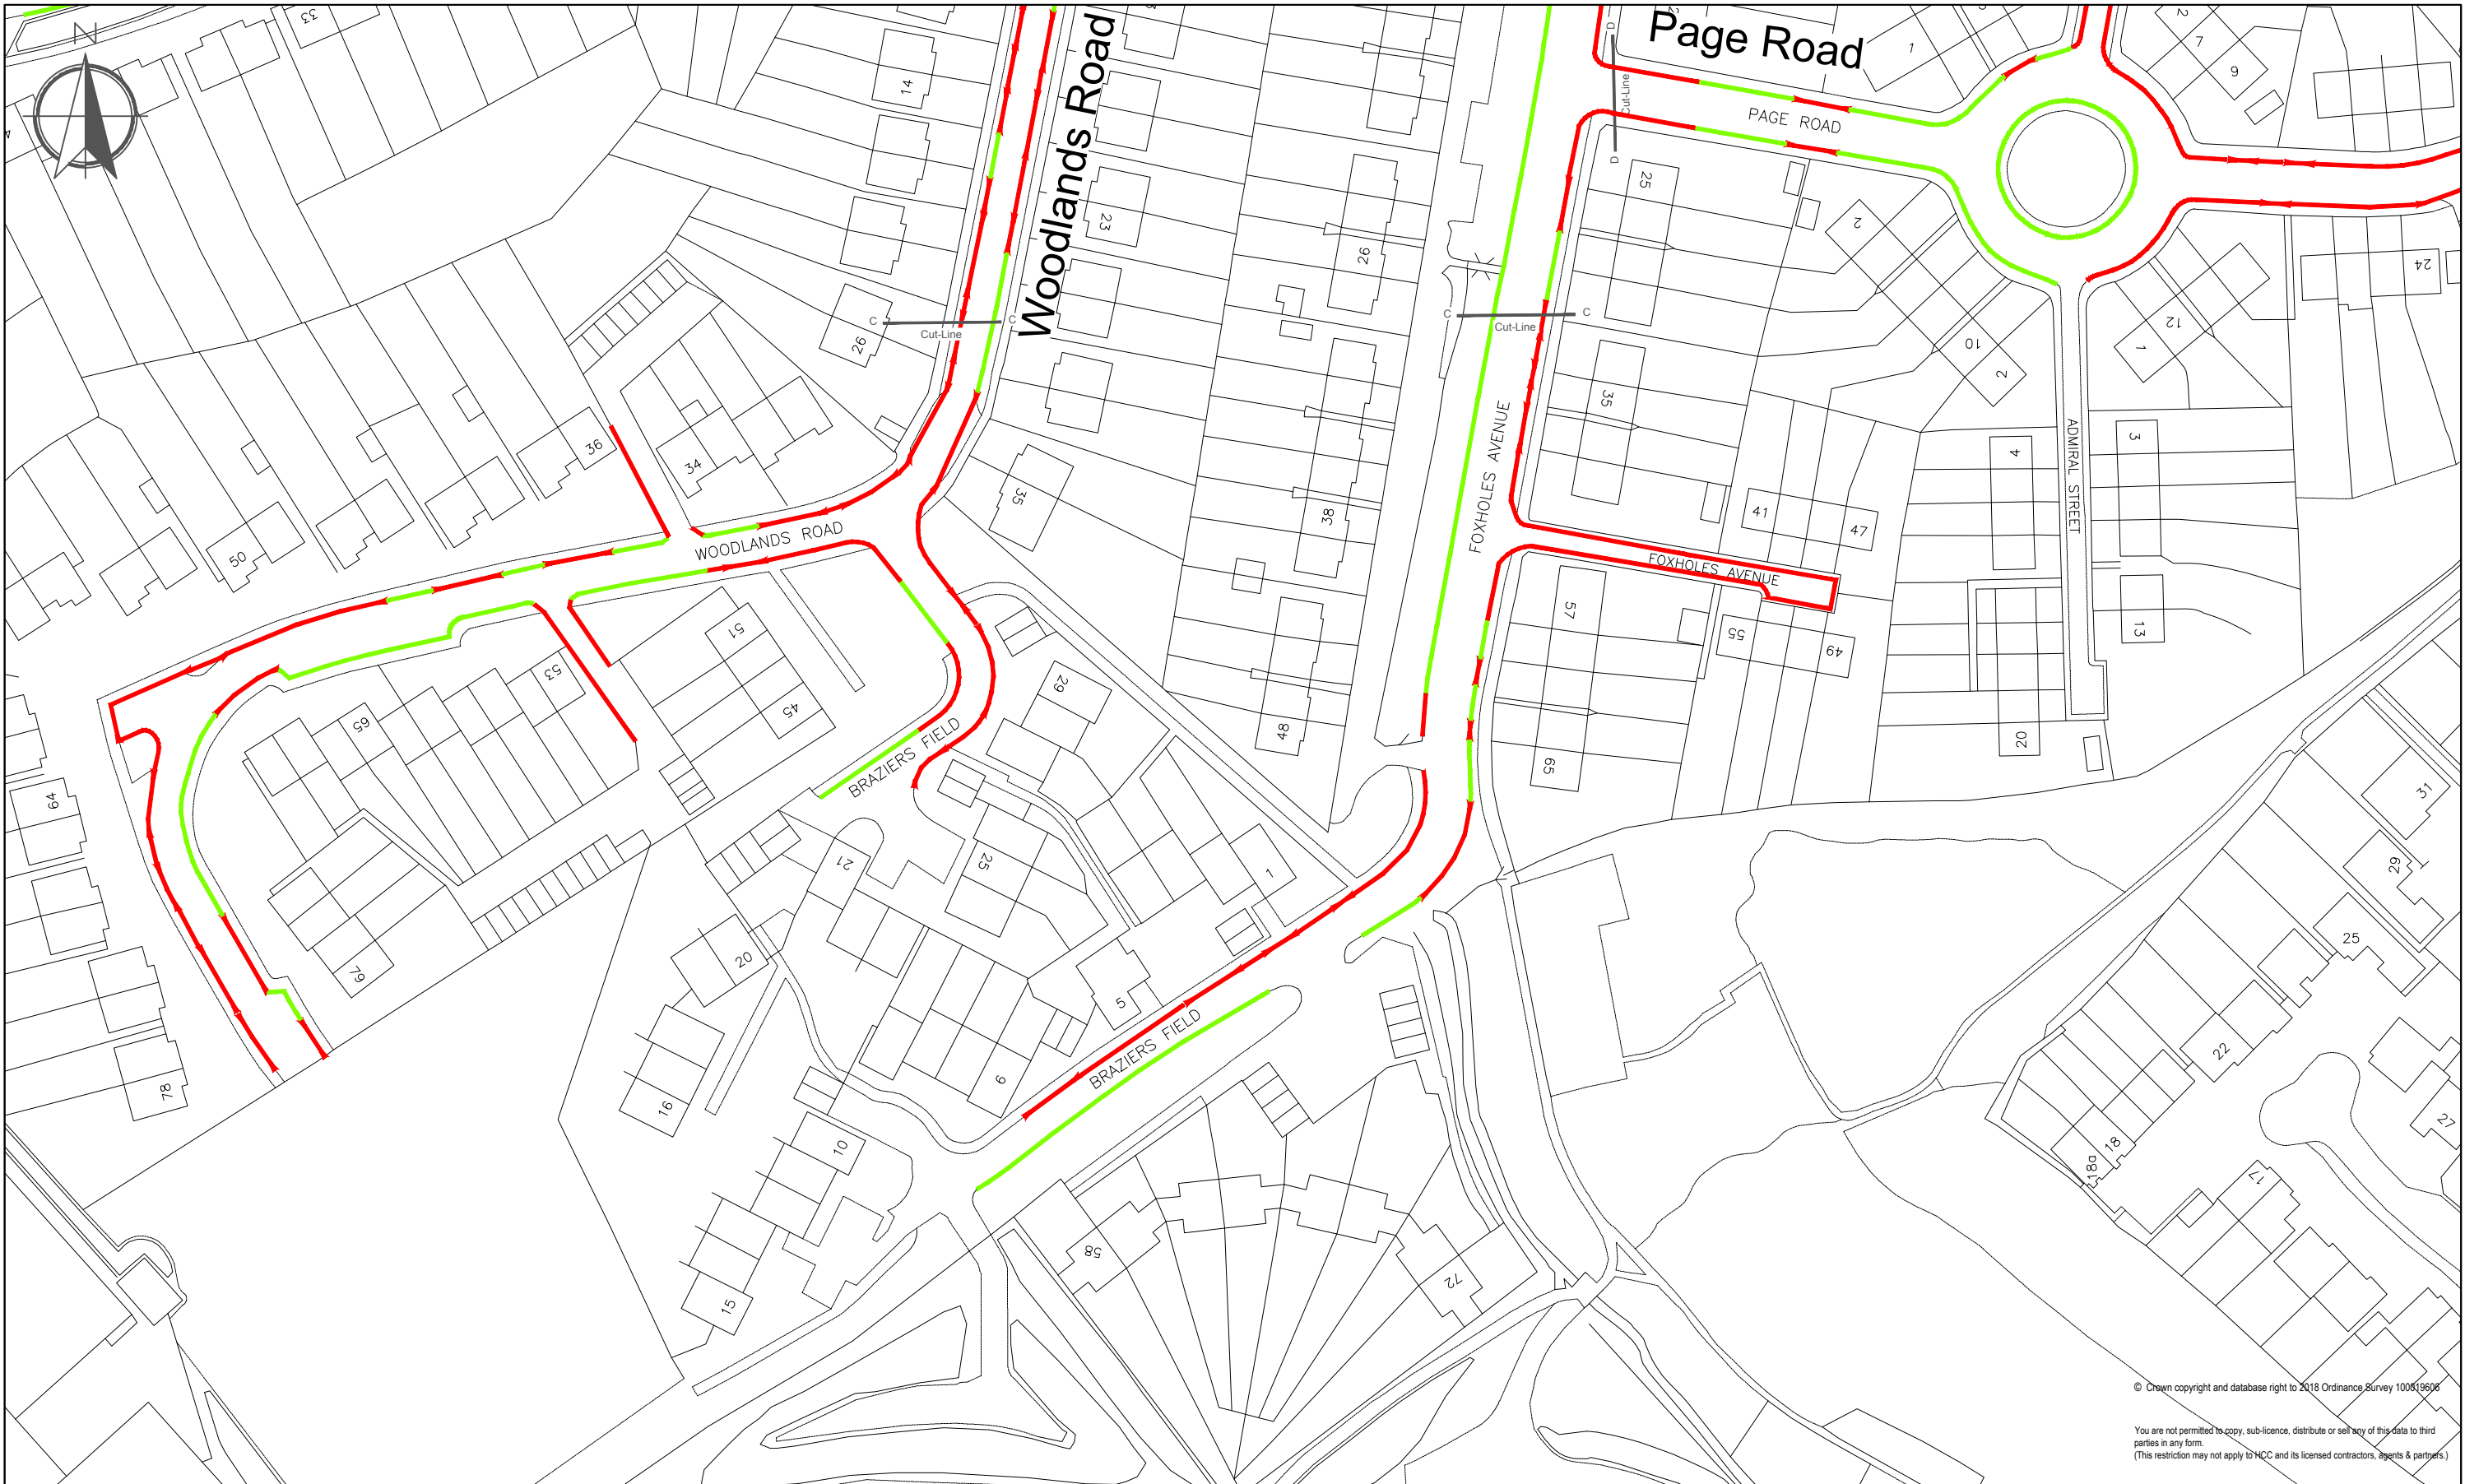 N
33
14
Woodlands Road
Page Road
D
Cut-Line
D
1
2
7
9
PAGE ROAD
23
26
25
2
24
C
Cut-Line
C
C
Cut-Line
C
26
35
10
2
12
1
36
34
50
35
38
FOXHOLES AVENUE
41
47
4
3
ADMIRAL STREET
WOODLANDS ROAD
FOXHOLES AVENUE
57
55
49
13
51
53
45
65
29
48
65
20
BRAZIERS FIELD
64
21
25
1
31
29
25
20
79
5
16
6
BRAZIERS FIELD
22
78
10
18
18a
27
17
58
72
15
© Crown copyright and database right to 2018 Ordinance Survey 100019606
You are not permitted to copy, sub-licence, distribute or sell any of this data to third
parties in any form.
(This restriction may not apply to HCC and its licensed contractors, agents & partners.)